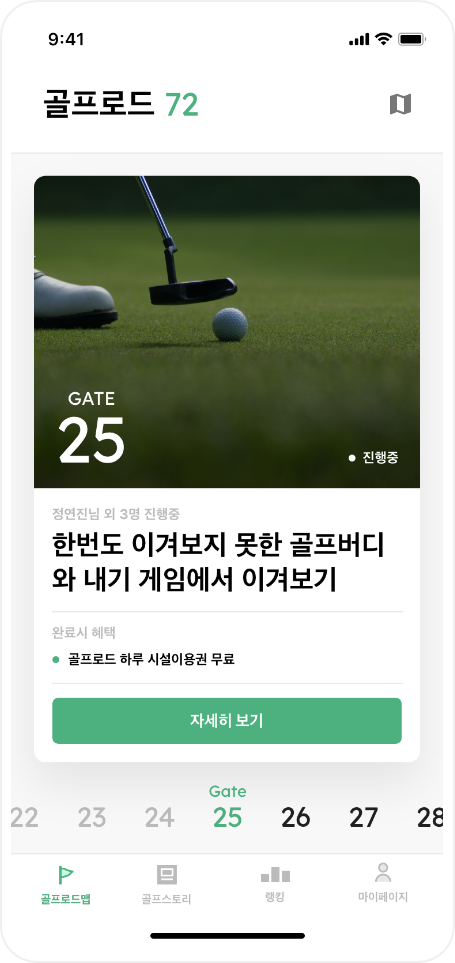 9:41
골프로드 72
GATE
25
진행중
정연진님 외 3명 진행중
한번도 이겨보지 못한 골프버디
와 내기 게임에서 이겨보기
완료시 혜택
골프로드 하루 시설이용권 무료
자세히 보기
Gate
22 23 24 25 26 27 28
골프로드맵 골프스토리 랭킹 마이페이지